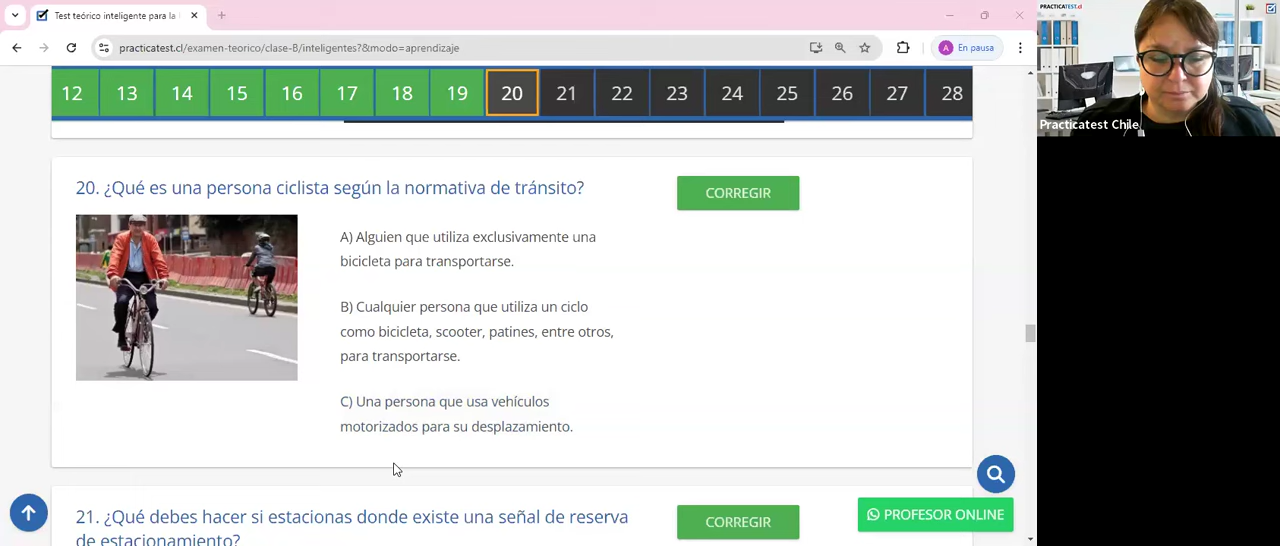 Test teórico inteligente para la
practicatest.cl/examen-teorico/clase-B/inteligentes?&modo=aprendizaje
A
En pausa
PRACTICATEST.cl
12 13 14 15 16 17 18 19 20 21 22 23 24 25 26 27 28
Practicatest Chile
20. ¿Qué es una persona ciclista según la normativa de tránsito?
CORREGIR
A) Alguien que utiliza exclusivamente una
bicicleta para transportarse.
B) Cualquier persona que utiliza un ciclo
como bicicleta, scooter, patines, entre otros,
para transportarse.
C) Una persona que usa vehículos
motorizados para su desplazamiento.
21. ¿Qué debes hacer si estacionas donde existe una señal de reserva
de estacionamiento?
CORREGIR
PROFESOR ONLINE